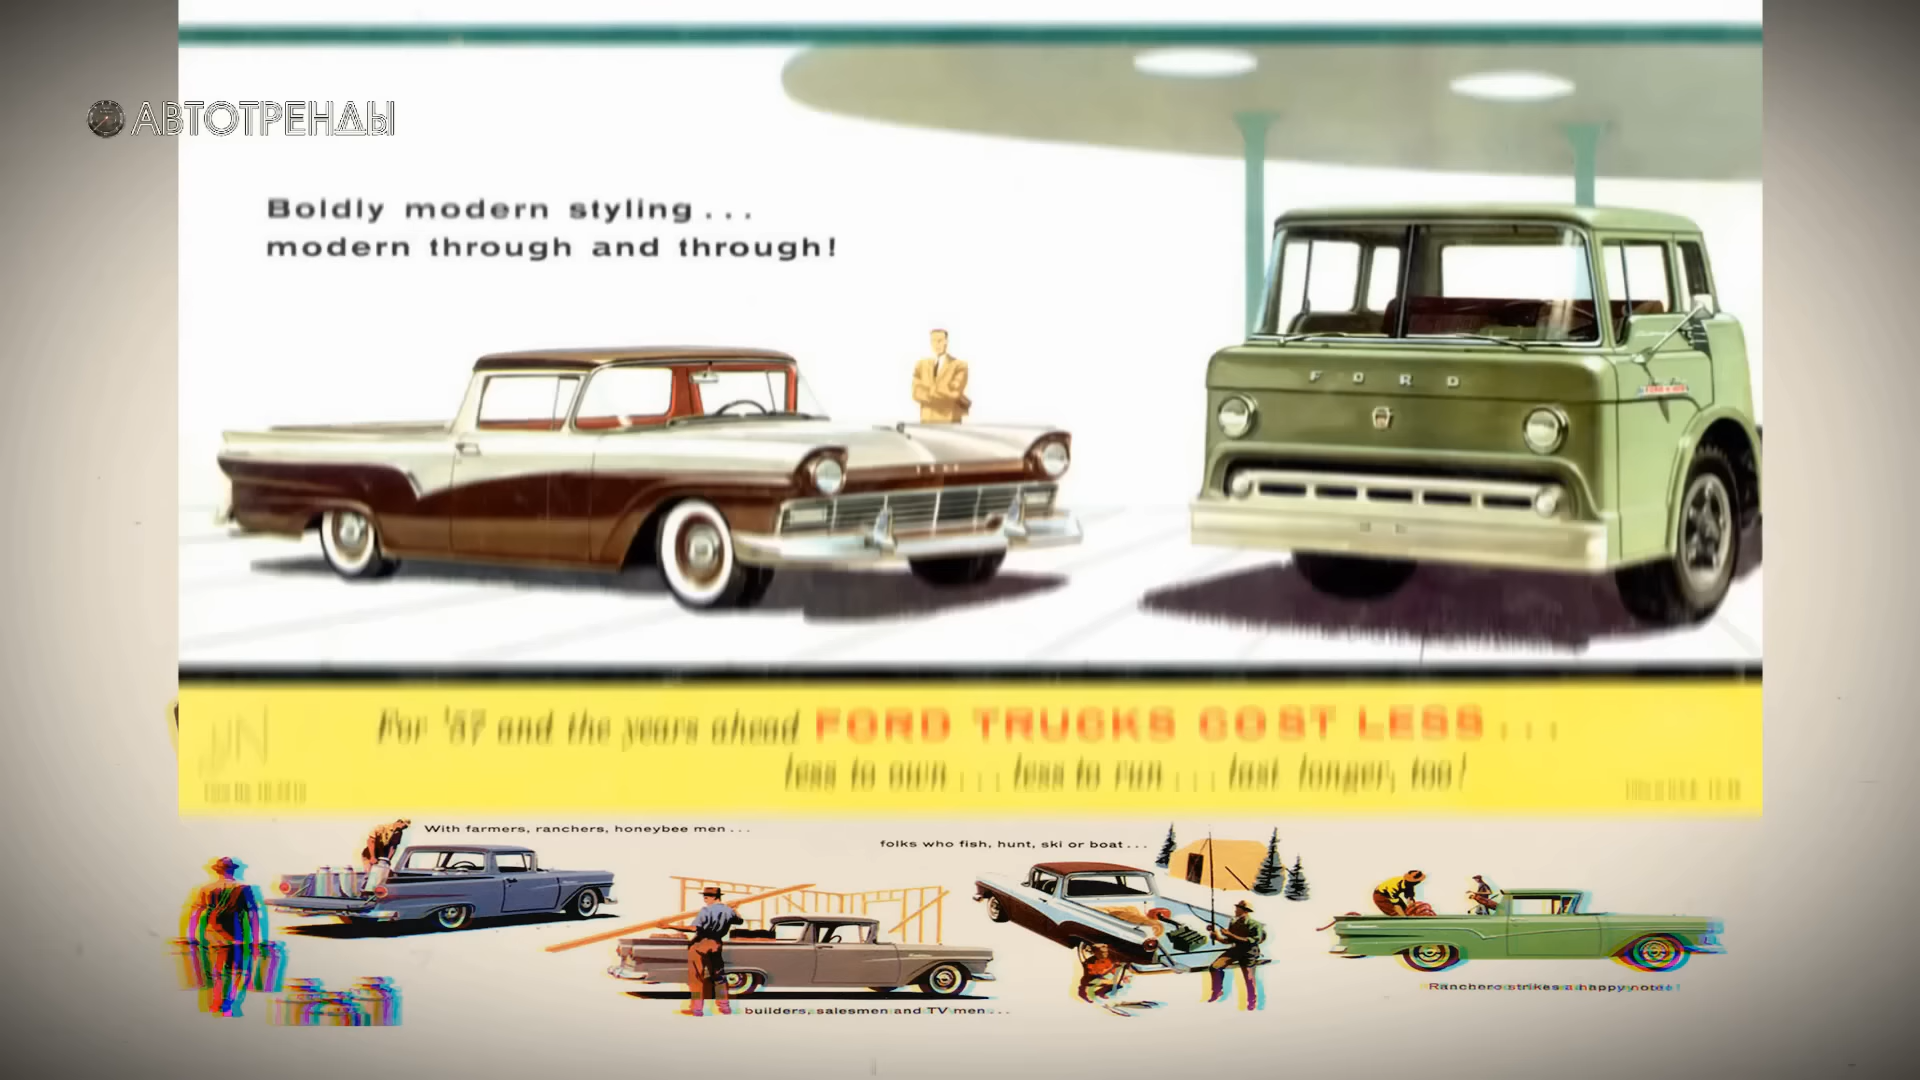 АВТОТРЕНДЫ
Boldly modern styling...
modern through and through!
FORD
For '57 and the years ahead FORD TRUCKS COST LESS...
less to own...less to run...last longer, too!
With farmers, ranchers, honeybee men...
folks who fish, hunt, ski or boat...
builders, salesmen and TV men...
Ranchero strikes a happy note!